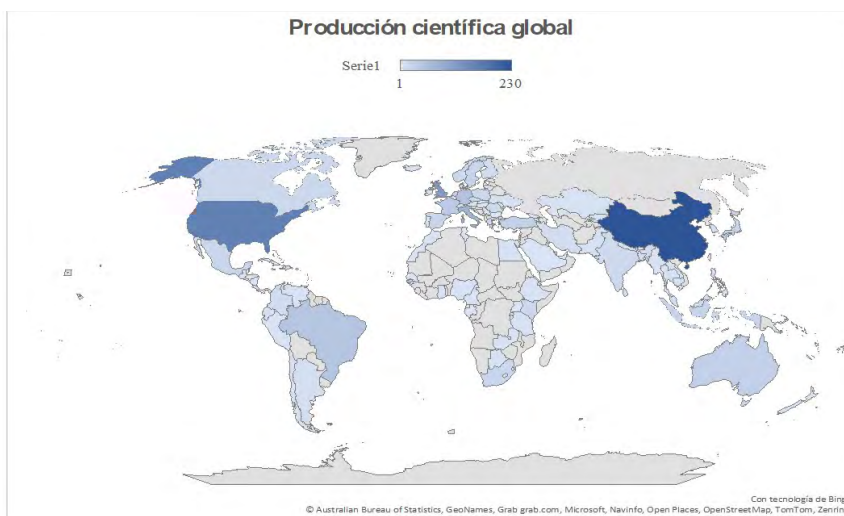 Producción científica global
Serie1
1 230
Con tecnología de Bing
© Australian Bureau of Statistics, GeoNames, Grab grab.com, Microsoft, Navinfo, Open Places, OpenStreetMap, TomTom, Zenrin